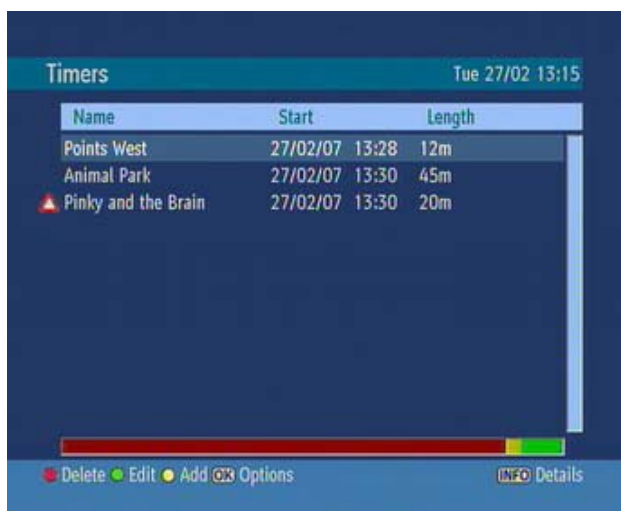 Timers Tue 27/02 13:15
Name Start Length
Points West 27/02/07 13:28 12m
Animal Park 27/02/07 13:30 45m
Pinky and the Brain 27/02/07 13:30 20m
Delete Edit Add OK Options INFO Details